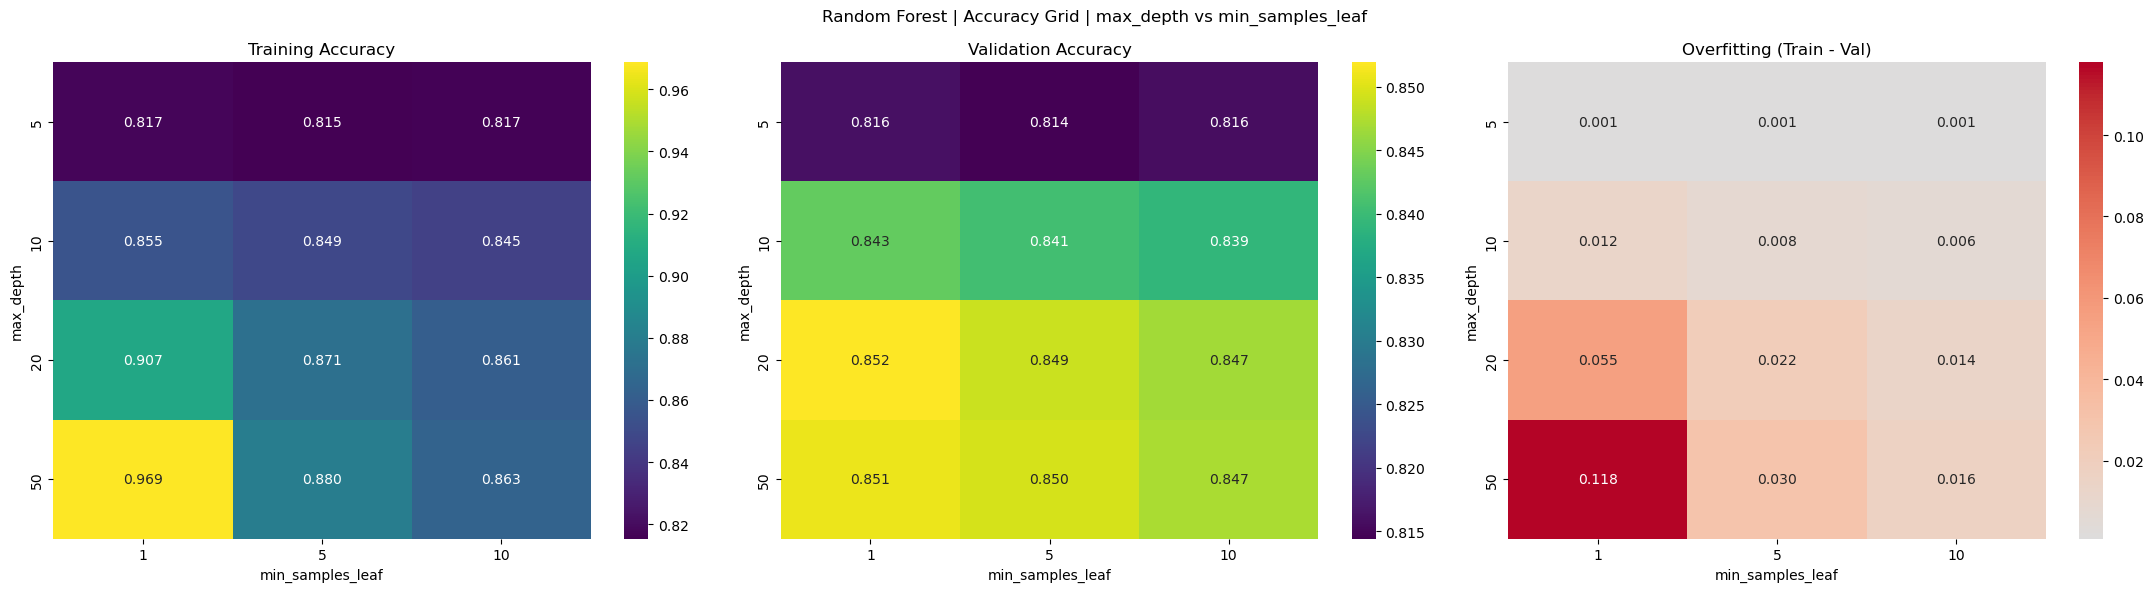 Random Forest | Accuracy Grid | max_depth vs min_samples_leaf
Training Accuracy
max_depth
5
10
20
50
0.817 0.815 0.817
0.855 0.849 0.845
0.907 0.871 0.861
0.969 0.880 0.863
1 5 10
min_samples_leaf
0.96
0.94
0.92
0.90
0.88
0.86
0.84
0.82
Validation Accuracy
max_depth
5
10
20
50
0.816 0.814 0.816
0.843 0.841 0.839
0.852 0.849 0.847
0.851 0.850 0.847
1 5 10
min_samples_leaf
0.850
0.845
0.840
0.835
0.830
0.825
0.820
0.815
Overfitting (Train - Val)
max_depth
5
10
20
50
0.001 0.001 0.001
0.012 0.008 0.006
0.055 0.022 0.014
0.118 0.030 0.016
1 5 10
min_samples_leaf
0.10
0.08
0.06
0.04
0.02